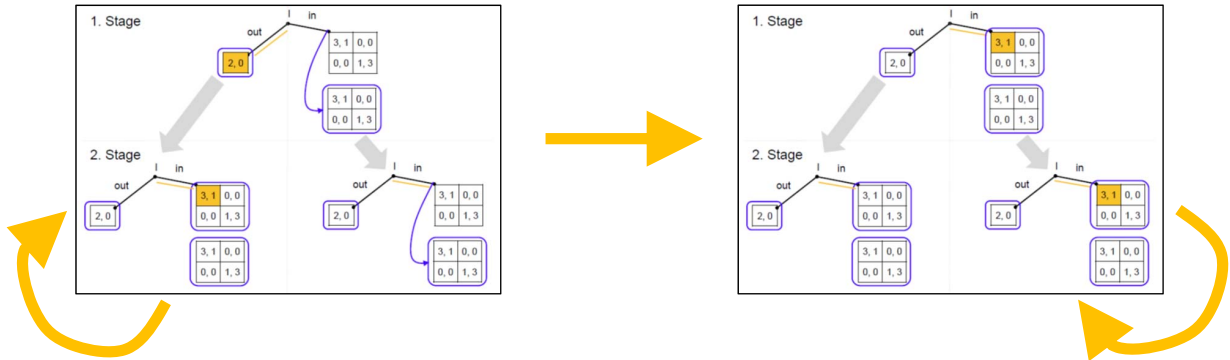 1. Stage
I
in
out
3, 1 0, 0
0, 0 1, 3
2, 0
3, 1 0, 0
0, 0 1, 3
2. Stage
I
in
out
3, 1 0, 0
0, 0 1, 3
2, 0
3, 1 0, 0
0, 0 1, 3
I
in
out
3, 1 0, 0
0, 0 1, 3
2, 0
3, 1 0, 0
0, 0 1, 3
1. Stage
I
in
out
3, 1 0, 0
0, 0 1, 3
2, 0
3, 1 0, 0
0, 0 1, 3
2. Stage
I
in
out
3, 1 0, 0
0, 0 1, 3
2, 0
3, 1 0, 0
0, 0 1, 3
I
in
out
3, 1 0, 0
0, 0 1, 3
2, 0
3, 1 0, 0
0, 0 1, 3